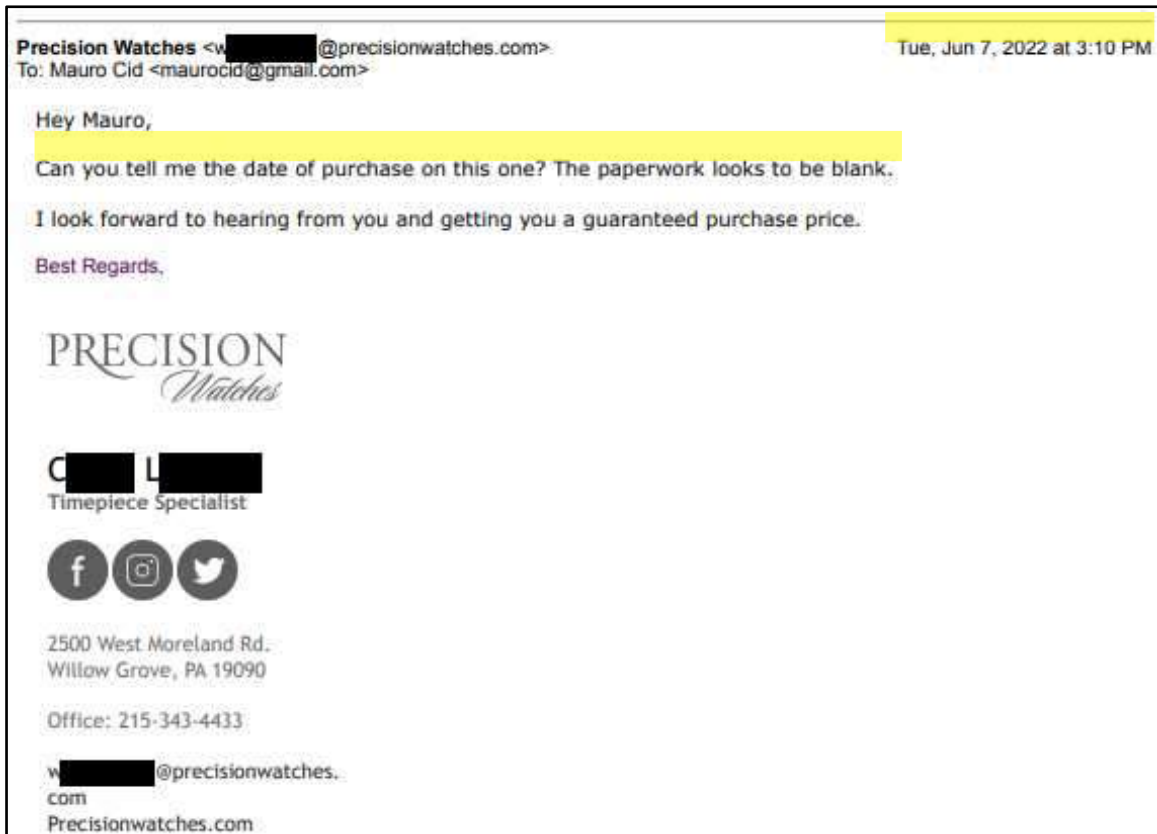 Precision Watches <w @precisionwatches.com> Tue, Jun 7, 2022 at 3:10 PM
To: Mauro Cid <maurocid@gmail.com>
Hey Mauro,
Can you tell me the date of purchase on this one? The paperwork looks to be blank.
I look forward to hearing from you and getting you a guaranteed purchase price.
Best Regards,
PRECISION
Watches
C L
Timepiece Specialist
2500 West Moreland Rd.
Willow Grove, PA 19090
Office: 215-343-4433
w @precisionwatches.
com
Precisionwatches.com